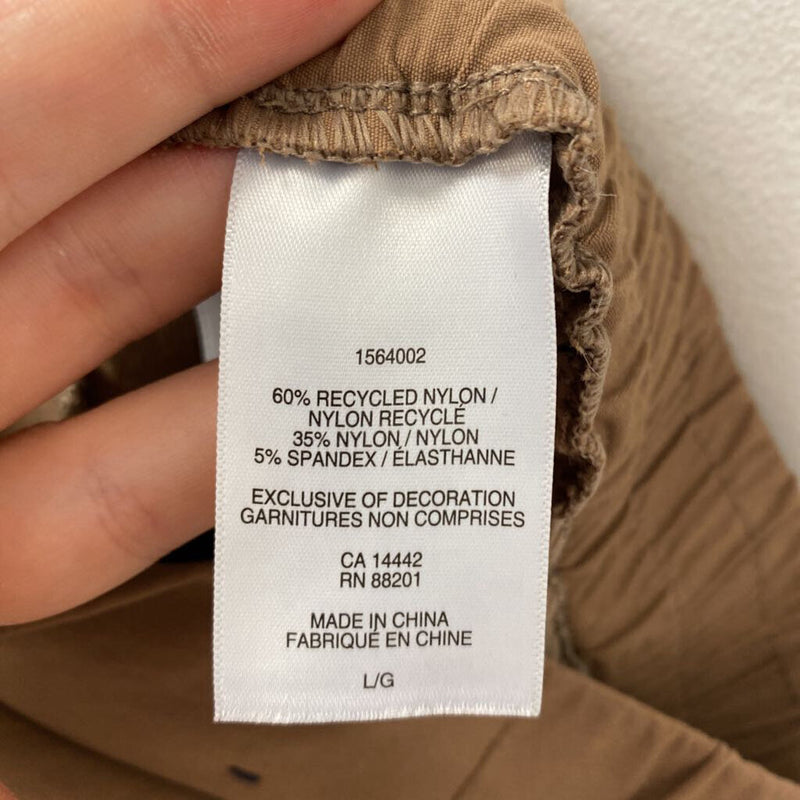 1564002
60% RECYCLED NYLON /
NYLON RECYCLÉ
35% NYLON / NYLON
5% SPANDEX / ÉLASTHANNE
EXCLUSIVE OF DECORATION
GARNITURES NON COMPRISES
CA 14442
RN 88201
MADE IN CHINA
FABRIQUÉ EN CHINE
L/G